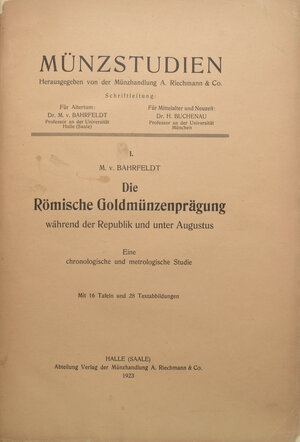 MÜNZSTUDIEN
Herausgegeben von der Münzhandlung A. Riechmann & Co.
Schriftleitung:
Für Altertum:
Dr. M. v. BAHRFELDT
Professor an der Universität
Halle (Saale)
Für Mittelalter und Neuzeit:
Dr. H. BUCHENAU
Professor an der Universität
München
I.
M. v. BAHRFELDT
Die
Römische Goldmünzenprägung
während der Republik und unter Augustus
Eine
chronologische und metrologische Studie
Mit 16 Tafeln und 28 Textabbildungen
HALLE (SAALE)
Abteilung Verlag der Münzhandlung A. Riechmann & Co.
1923